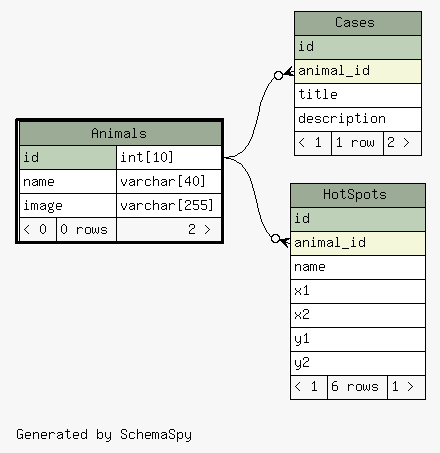 Cases
id
animal_id
title
description
< 1 1 row 2 >
Animals
id int[10]
name varchar[40]
image varchar[255]
< 0 0 rows 2 >
HotSpots
id
animal_id
name
x1
x2
y1
y2
< 1 6 rows 1 >
Generated by SchemaSpy